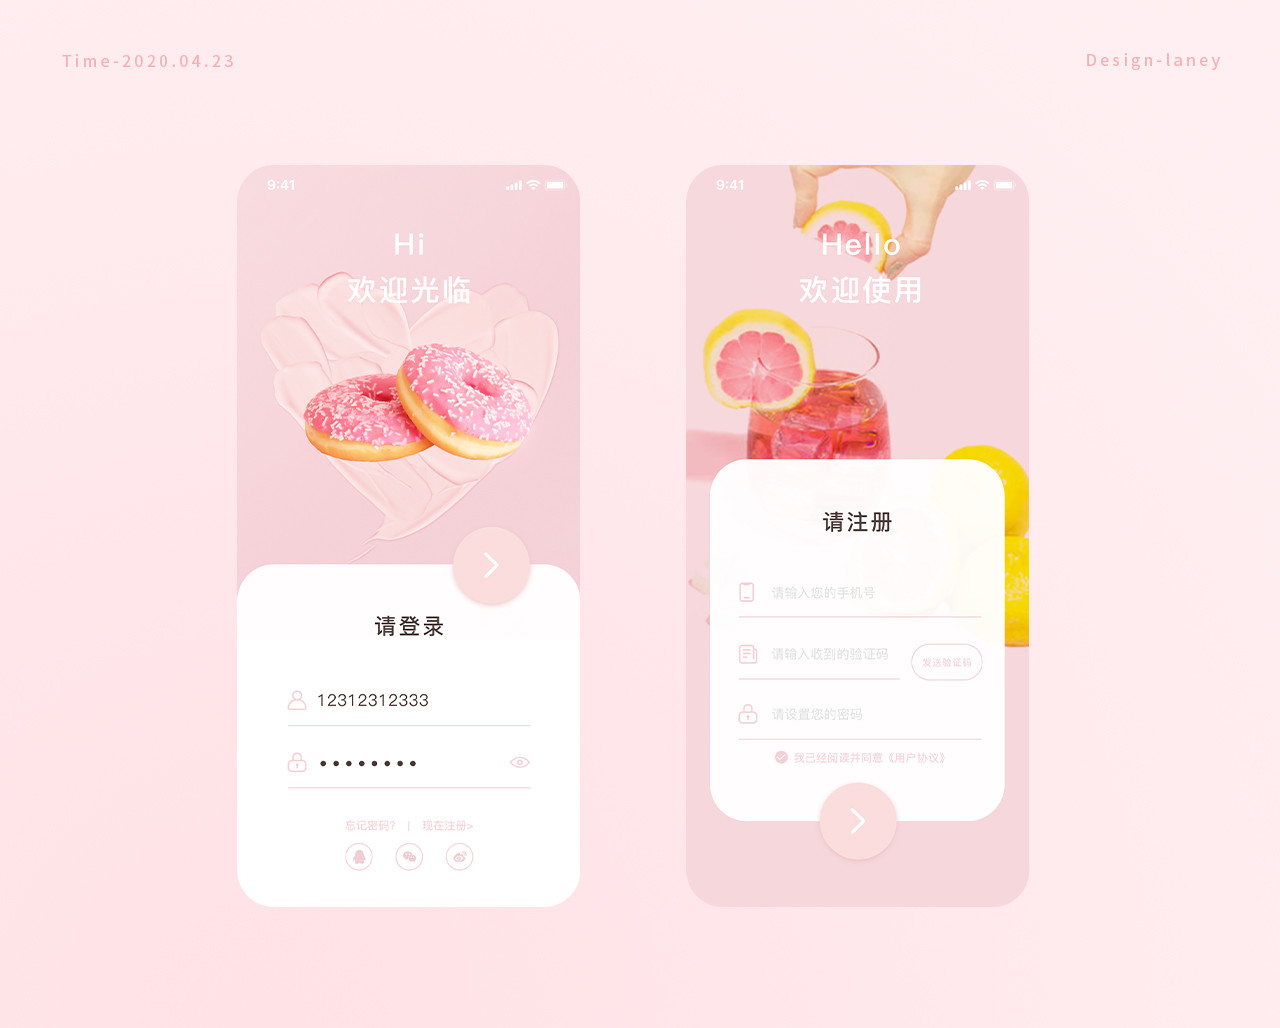 Time-2020.04.23
Design-laney
9:41
Hi
欢迎光临
请登录
12312312333
忘记密码? | 现在注册>
9:41
Hello
欢迎使用
请注册
请输入您的手机号
请输入收到的验证码
发送验证码
请设置您的密码
我已经阅读并同意《用户协议》